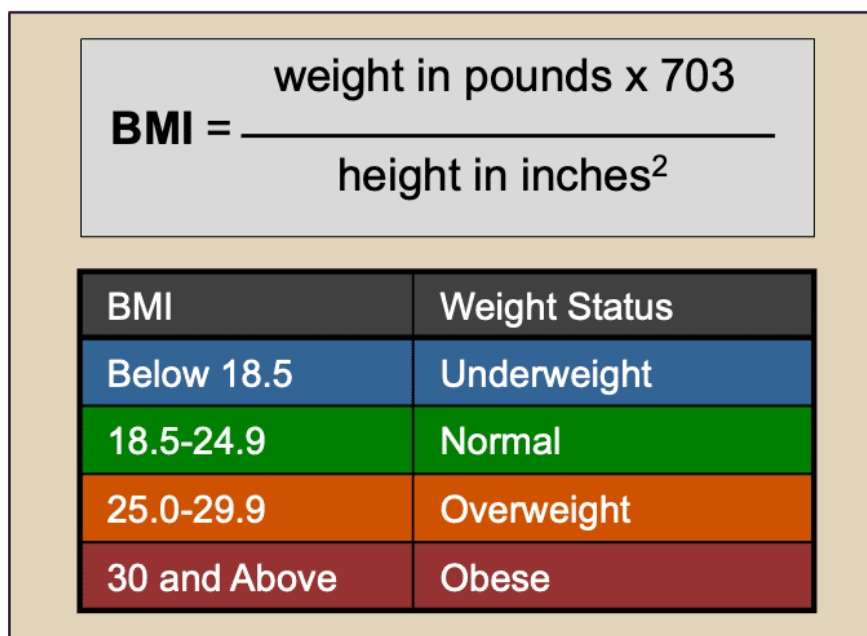 weight in pounds x 703
BMI =
height in inches²
BMI Weight Status
Below 18.5 Underweight
18.5-24.9 Normal
25.0-29.9 Overweight
30 and Above Obese